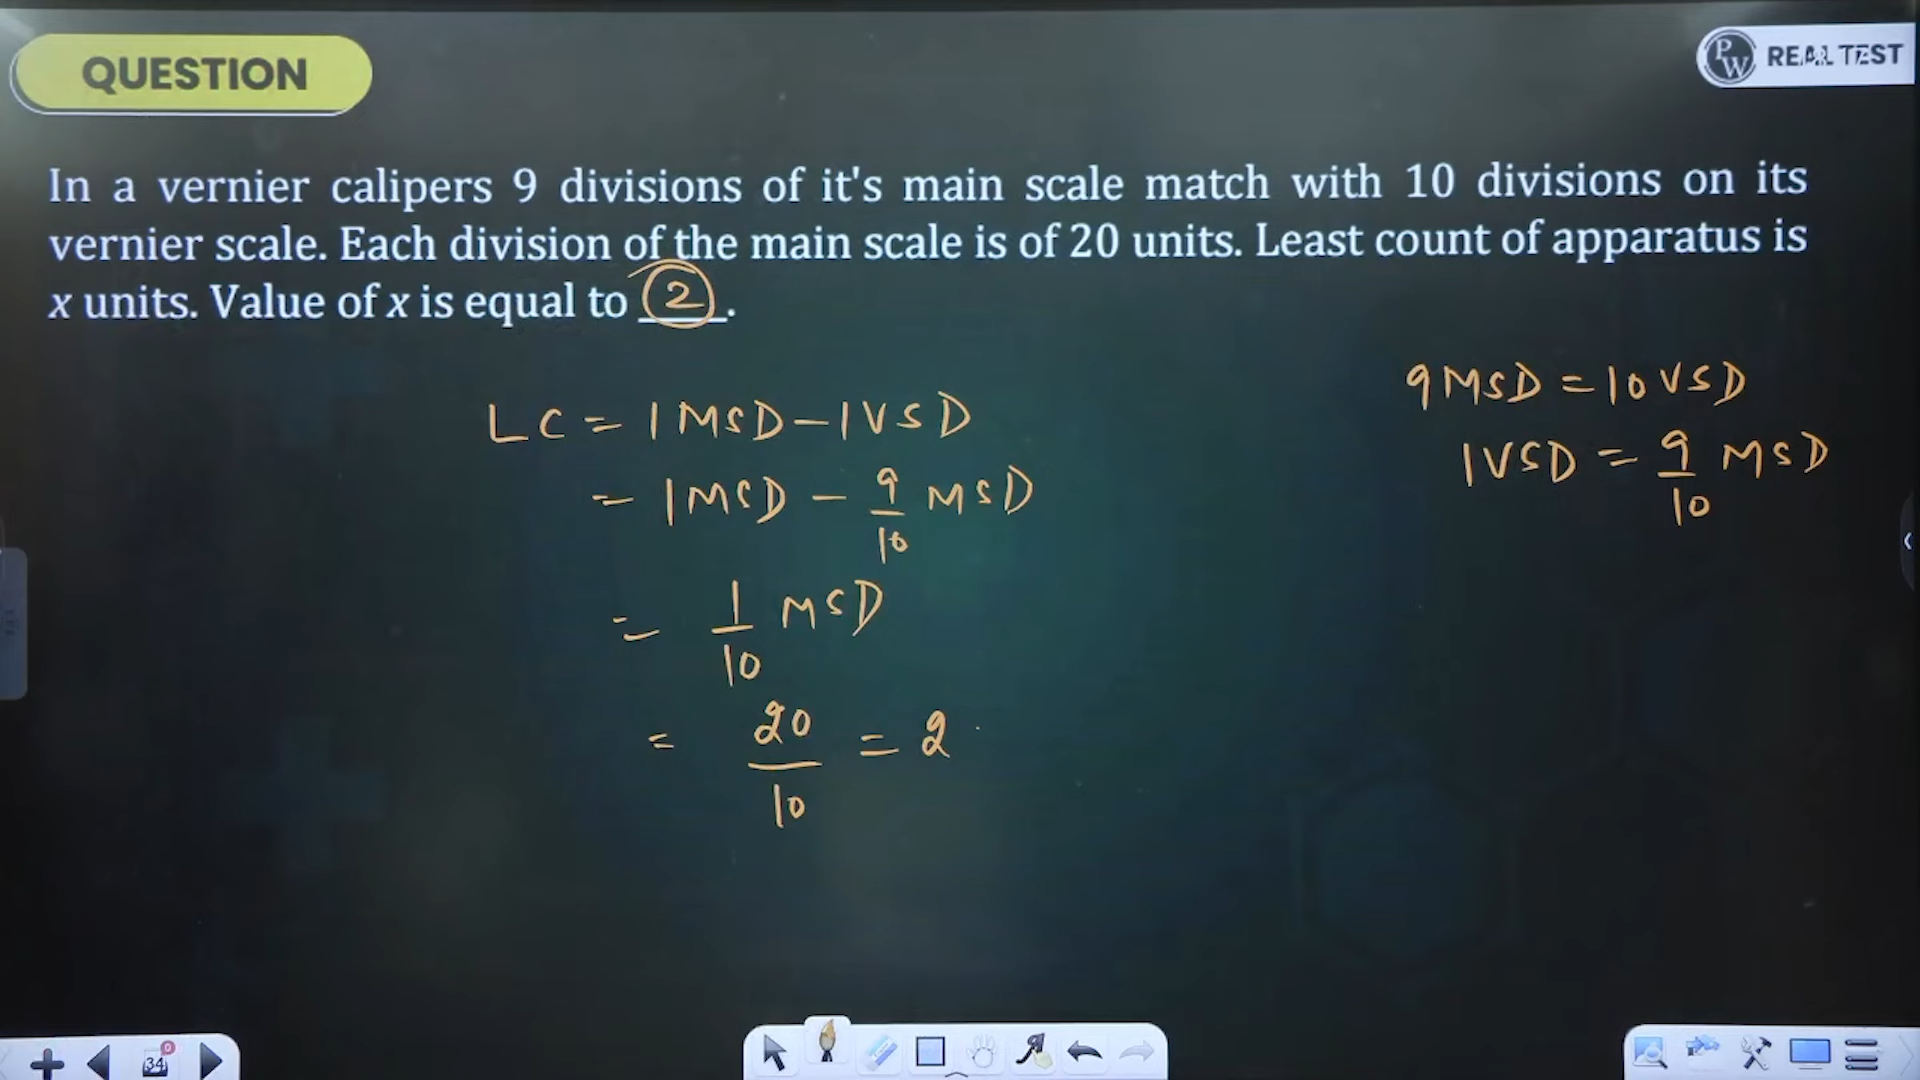 QUESTION
PW REAL TEST
In a vernier calipers 9 divisions of it's main scale match with 10 divisions on its
vernier scale. Each division of the main scale is of 20 units. Least count of apparatus is
x units. Value of x is equal to 2.
9 MSD = 10 VSD
1 VSD = 9/10 MSD
LC = 1 MSD - 1 VSD
= 1 MSD - 9/10 MSD
= 1/10 MSD
= 20/10 = 2
34
0